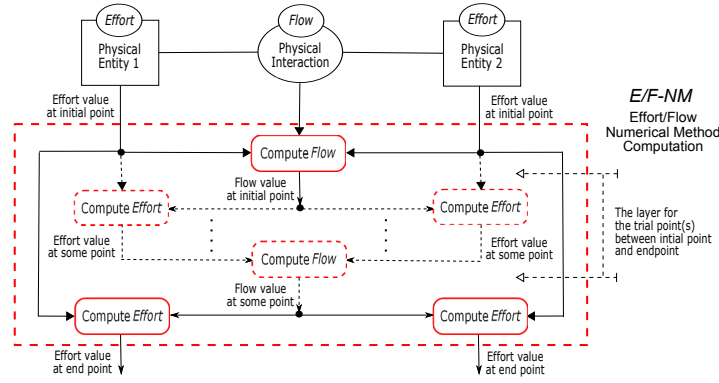 Effort
Flow
Effort
Physical
Entity 1
Physical
Interaction
Physical
Entity 2
Effort value
at initial point
Effort value
at initial point
E/F-NM
Effort/Flow
Numerical Method
Computation
Compute Flow
Flow value
at initial point
Compute Effort
Compute Effort
The layer for
the trial point(s)
between intial point
and endpoint
Effort value
at some point
Effort value
at some point
Compute Flow
Flow value
at some point
Compute Effort
Compute Effort
Effort value
at end point
Effort value
at end point